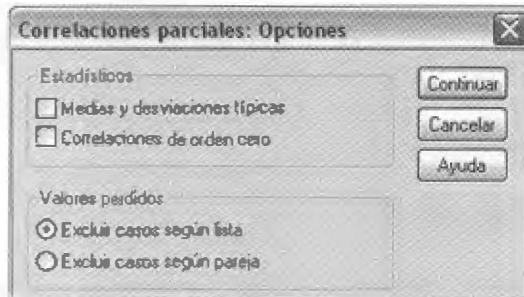 Correlaciones parciales: Opciones
Estadísticos
Medias y desviaciones típicas
Correlaciones de orden cero
Continuar
Cancelar
Ayuda
Valores perdidos
Excluir casos según lista
Excluir casos según pareja